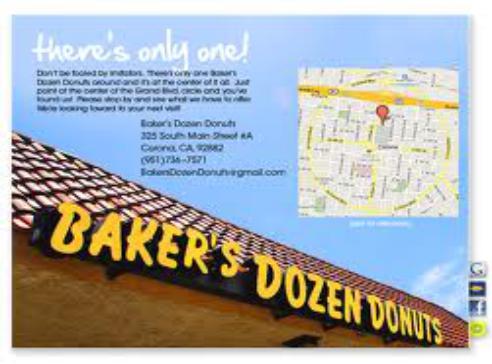 there's only one!
Don't be fooled by imitators. There's only one Baker's
Dozen Donuts around and it's at the center of it all. Just
point at the center of the Grand Blvd. circle and you've
found us! Please stop by and see what we have to offer.
We're looking forward to your next visit!
Baker's Dozen Donuts
325 South Main Street #A
Corona, CA, 92882
(951)736-7571
BakersDozenDonuts@gmail.com
Corona
BAKER'S DOZEN DONUTS